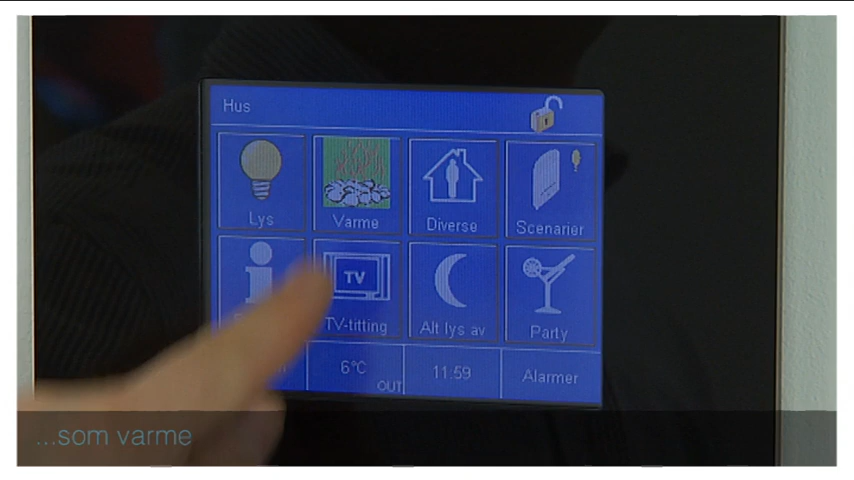 Hus
Lys
Varme
Diverse
Scenarier
TV
TV-titting
Alt lys av
Party
6°C
OUT
11:59
Alarmer
...som varme